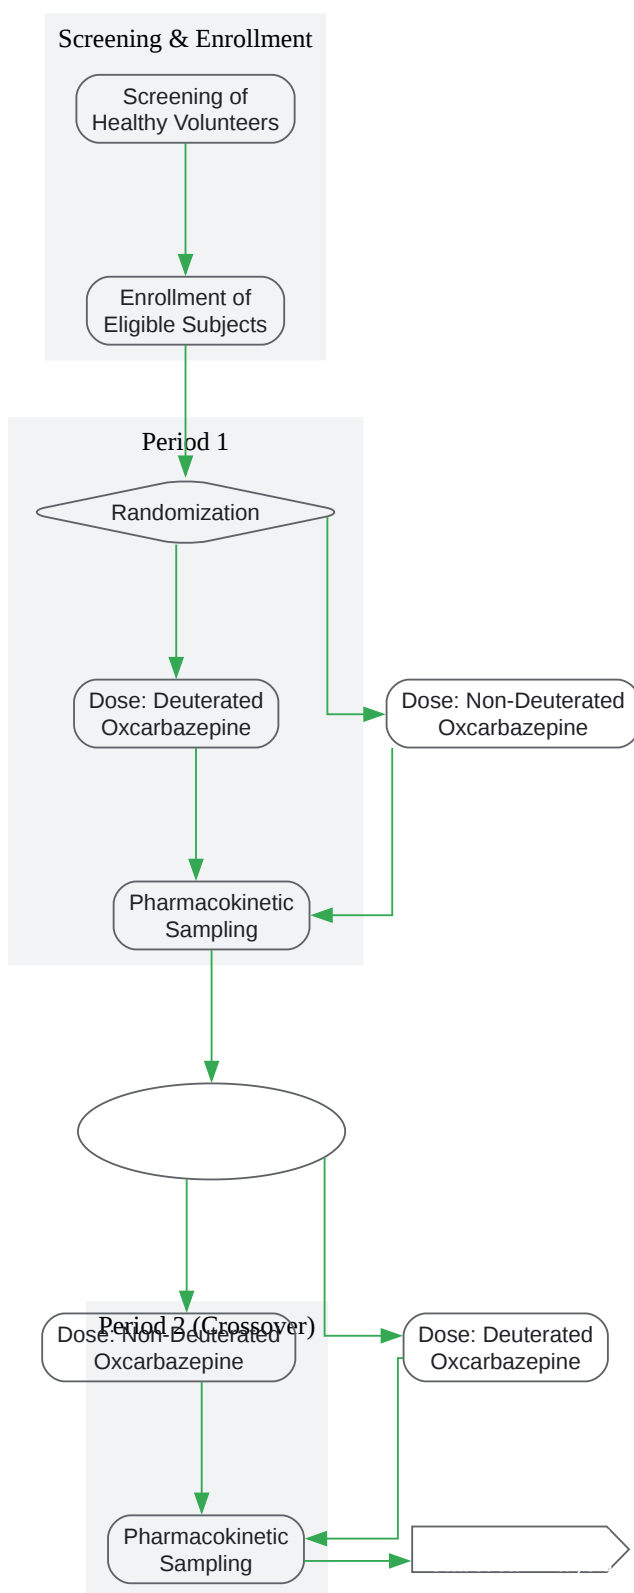 Screening & Enrollment
Screening of
Healthy Volunteers
Enrollment of
Eligible Subjects
Period 1
Randomization
Dose: Deuterated
Oxcarbazepine
Dose: Non-Deuterated
Oxcarbazepine
Pharmacokinetic
Sampling
Period 2 (Crossover)
Dose: Non-Deuterated
Oxcarbazepine
Dose: Deuterated
Oxcarbazepine
Pharmacokinetic
Sampling